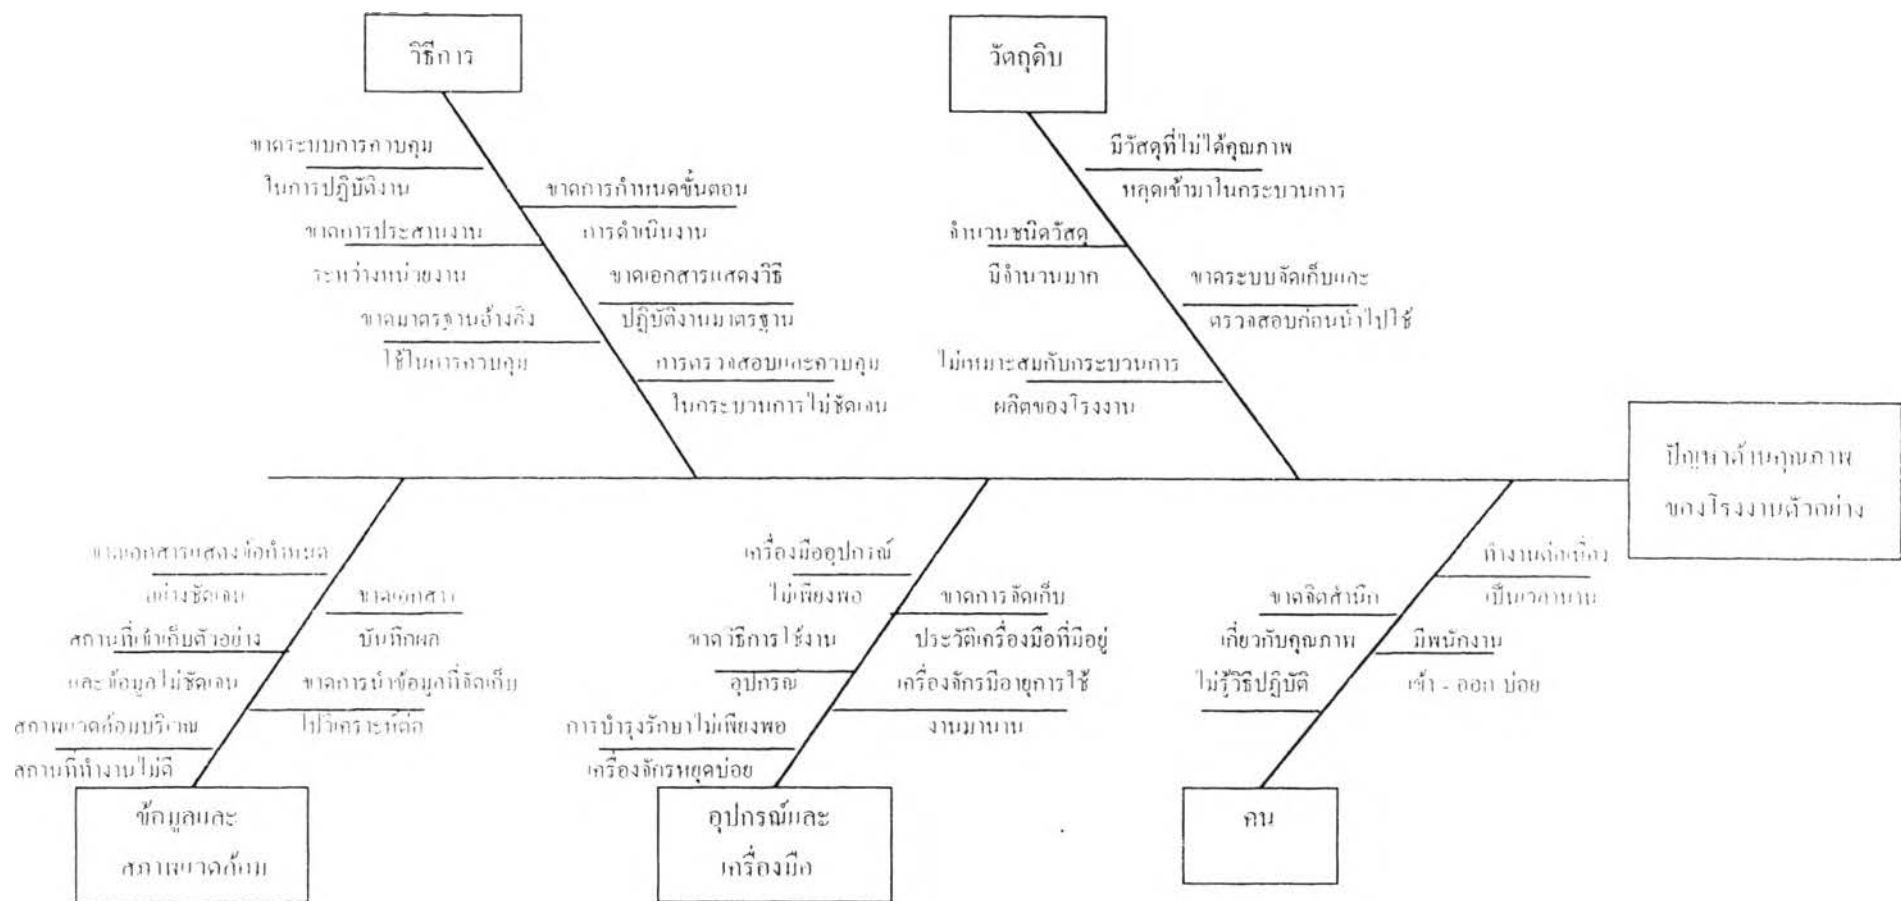 วิธีการ
ขาดระบบการควบคุม
ในการปฏิบัติงาน
ขาดการกำหนดขั้นตอน
การดำเนินงาน
ขาดการประสานงาน
ระหว่างหน่วยงาน
ขาดเอกสารแสดงวิธี
ปฏิบัติงานมาตรฐาน
ขาดมาตรฐานอ้างอิง
ใช้ในการควบคุม
การตรวจสอบและควบคุม
ในกระบวนการไม่ชัดเจน
วัตถุดิบ
มีวัสดุที่ไม่ได้คุณภาพ
หลุดเข้ามาในกระบวนการ
จำนวนชนิดวัสดุ
มีจำนวนมาก
ขาดระบบจัดเก็บและ
ตรวจสอบก่อนนำไปใช้
ไม่เหมาะสมกับกระบวนการ
ผลิตของโรงงาน
ปัญหาด้านคุณภาพ
ของโรงงานตัวอย่าง
ขาดเอกสารแสดงข้อกำหนด
อย่างชัดเจน
ขาดเอกสาร
บันทึกผล
สถานที่เข้าเก็บตัวอย่าง
และข้อมูลไม่ชัดเจน
ขาดการนำข้อมูลที่จัดเก็บ
ไปวิเคราะห์ต่อ
สภาพแวดล้อมบริเวณ
สถานที่ทำงานไม่ดี
ข้อมูลและ
สภาพแวดล้อม
เครื่องมืออุปกรณ์
ไม่เพียงพอ
ขาดการจัดเก็บ
ประวัติเครื่องมือที่มีอยู่
ขาดวิธีการใช้งาน
อุปกรณ์
เครื่องจักรมีอายุการใช้
งานมานาน
การบำรุงรักษาไม่เพียงพอ
เครื่องจักรหยุดบ่อย
อุปกรณ์และ
เครื่องมือ
ทำงานต่อเนื่อง
เป็นเวลานาน
ขาดจิตสำนึก
เกี่ยวกับคุณภาพ
มีพนักงาน
เข้า - ออก บ่อย
ไม่รู้วิธีปฏิบัติ
คน